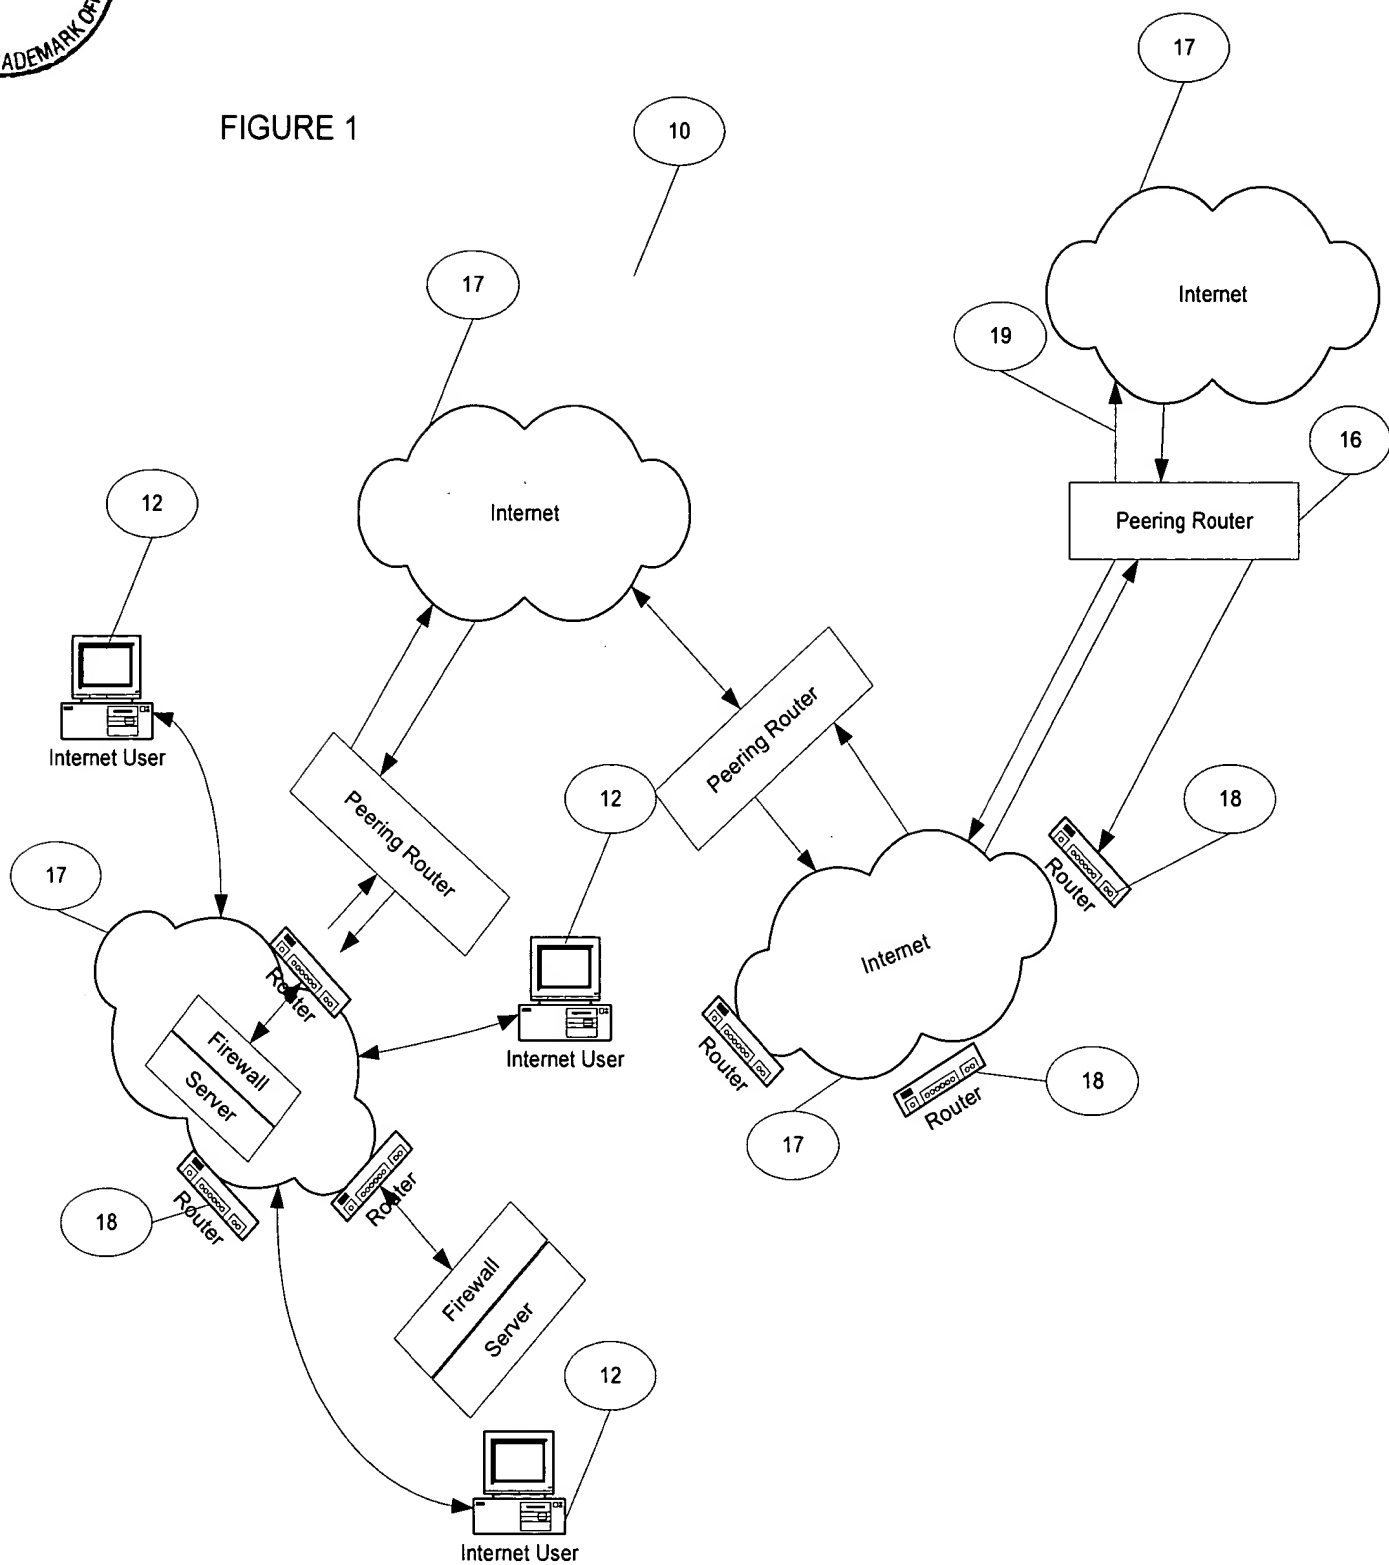 TRADEMARK
17
FIGURE 1
10
17
Internet
19
16
12
Internet
Peering Router
Internet User
Peering Router
12
18
Peering Router
17
Router
Router
Internet
Firewall
Internet User
Router
Server
18
Router
17
Router
18
Router
Firewall
Server
12
Internet User